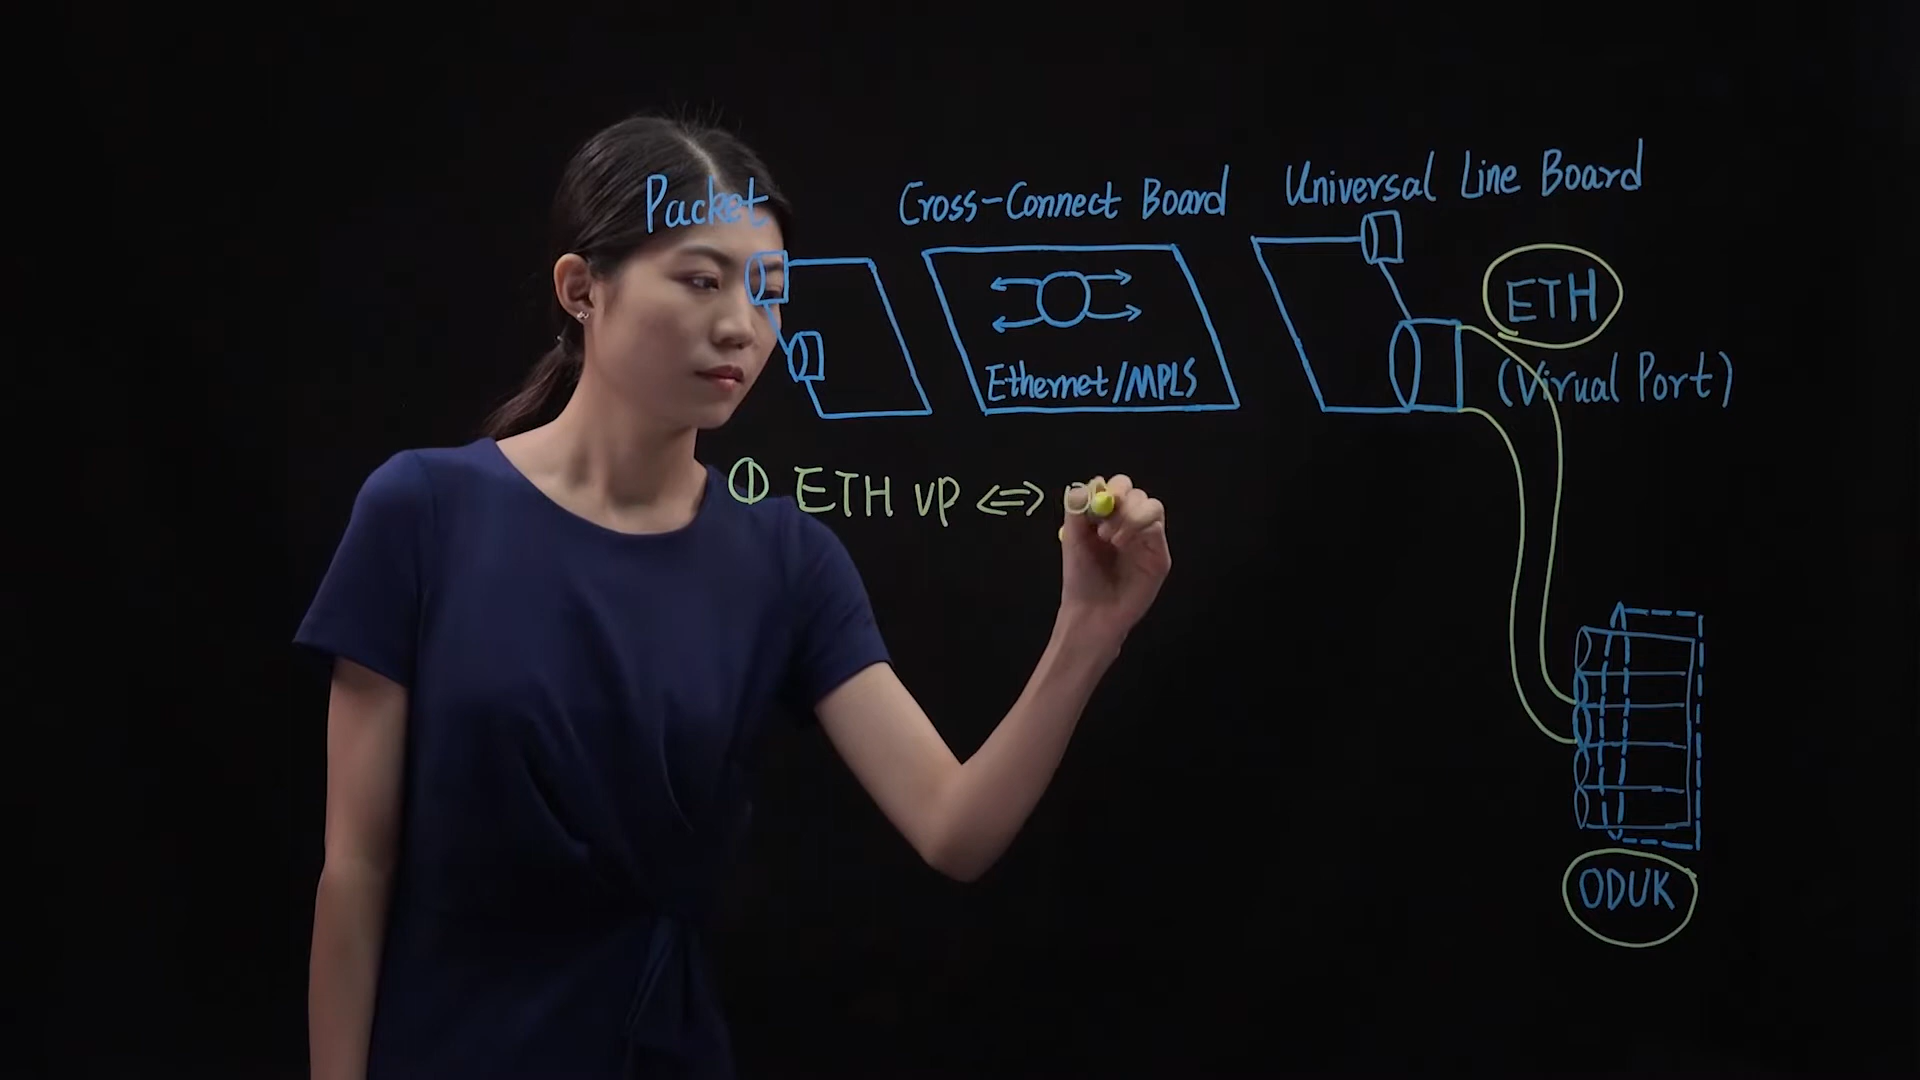 Packet
Cross-Connect Board
Universal Line Board
ETH
(Virual Port)
Ethernet/MPLS
① ETH VP <=>
ODUK